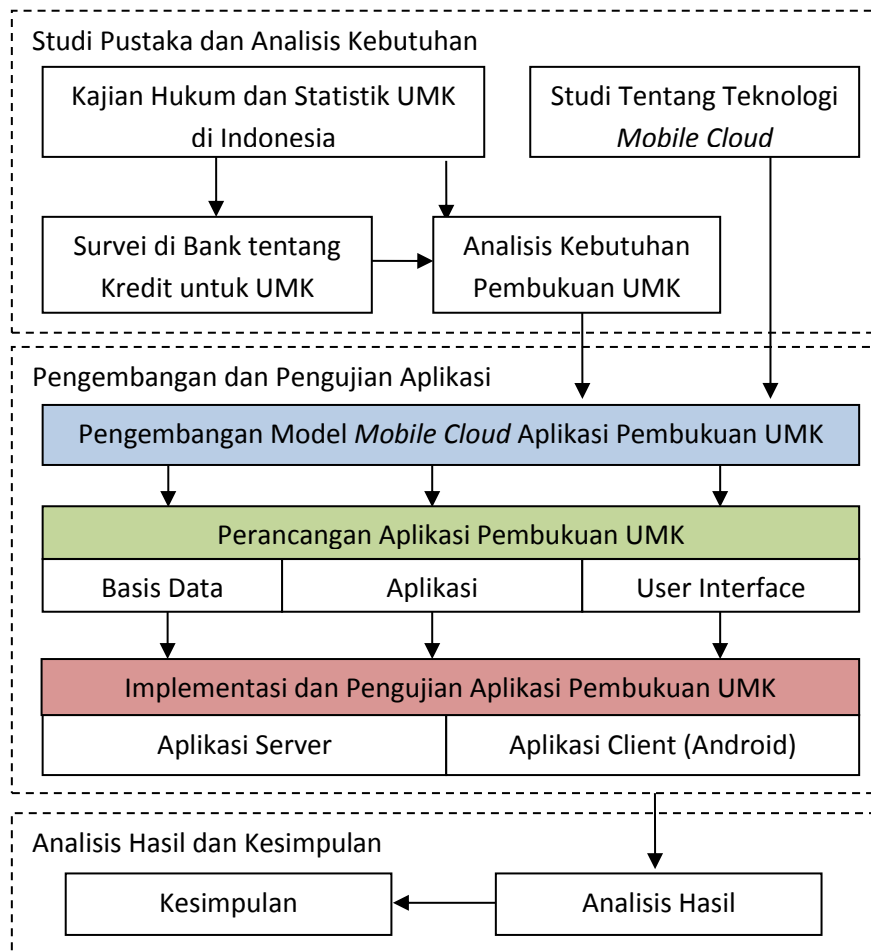 Studi Pustaka dan Analisis Kebutuhan
Kajian Hukum dan Statistik UMK
di Indonesia
Studi Tentang Teknologi
Mobile Cloud
Survei di Bank tentang
Kredit untuk UMK
Analisis Kebutuhan
Pembukuan UMK
Pengembangan dan Pengujian Aplikasi
Pengembangan Model Mobile Cloud Aplikasi Pembukuan UMK
Perancangan Aplikasi Pembukuan UMK
Basis Data
Aplikasi
User Interface
Implementasi dan Pengujian Aplikasi Pembukuan UMK
Aplikasi Server
Aplikasi Client (Android)
Analisis Hasil dan Kesimpulan
Kesimpulan
Analisis Hasil